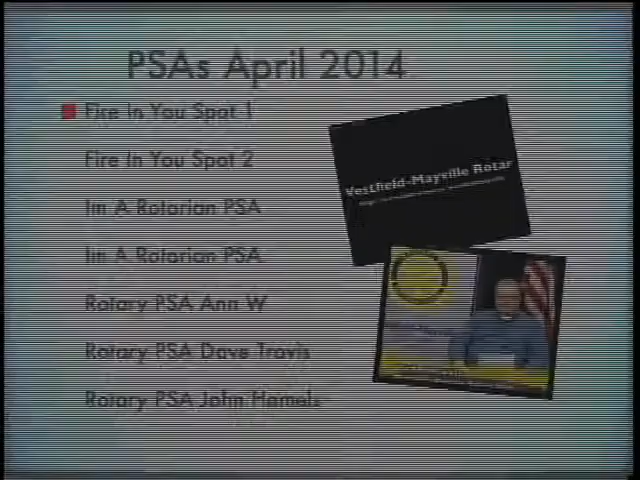 PSAs April 2014
Fire In You Spot 1
Fire In You Spot 2
Im A Rotarian PSA
Im A Rotarian PSA
Rotary PSA Ann W
Rotary PSA Dave Travis
Rotary PSA John Hamels
Westfield-Mayville Rotar